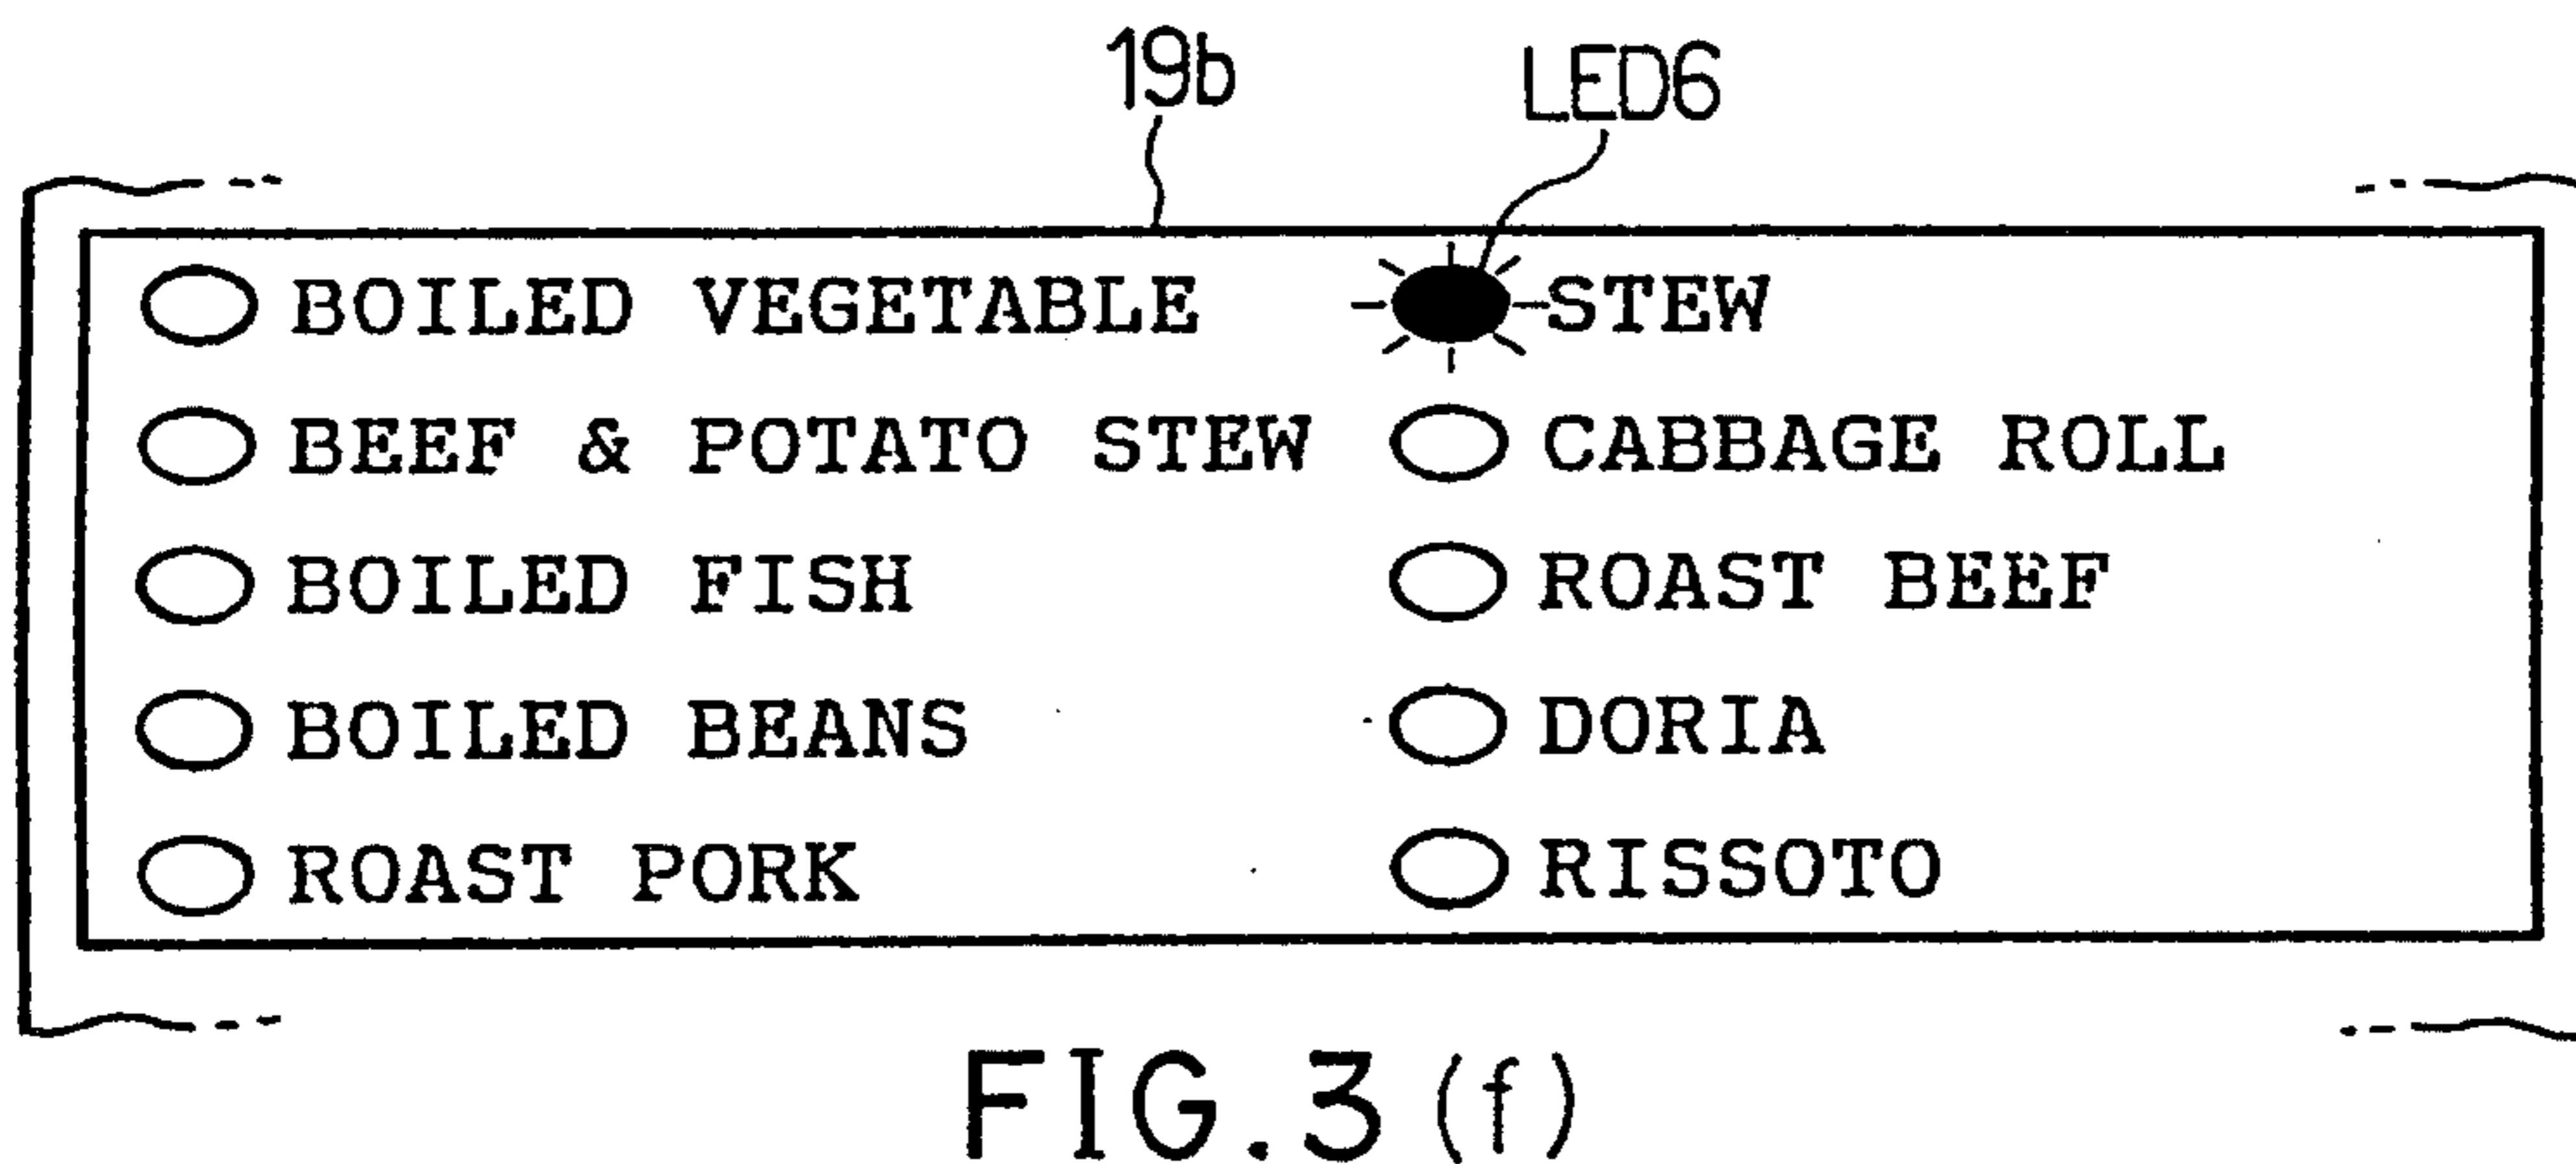 19b LED6
BOILED VEGETABLE STEW
BEEF & POTATO STEW CABBAGE ROLL
BOILED FISH ROAST BEEF
BOILED BEANS DORIA
ROAST PORK RISSOTO
FIG.3 (f)